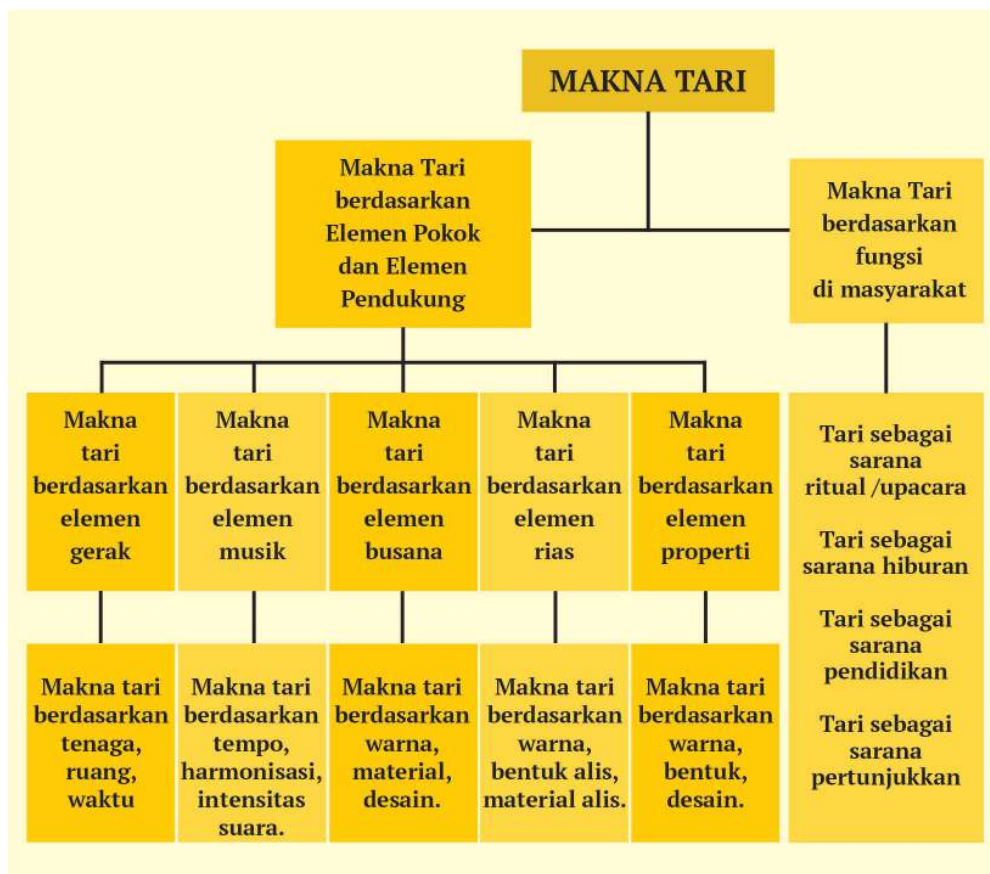 MAKNA TARI
Makna Tari
berdasarkan
Elemen Pokok
dan Elemen
Pendukung
Makna Tari
berdasarkan
fungsi
di masyarakat
Makna
tari
berdasarkan
elemen
gerak
Makna
tari
berdasarkan
elemen
musik
Makna
tari
berdasarkan
elemen
busana
Makna
tari
berdasarkan
elemen
rias
Makna
tari
berdasarkan
elemen
properti
Makna tari
berdasarkan
tenaga,
ruang,
waktu
Makna tari
berdasarkan
tempo,
harmonisasi,
intensitas
suara.
Makna tari
berdasarkan
warna,
material,
desain.
Makna tari
berdasarkan
warna,
bentuk alis,
material alis.
Makna tari
berdasarkan
warna,
bentuk,
desain.
Tari sebagai
sarana
ritual /upacara
Tari sebagai
sarana hiburan
Tari sebagai
sarana
pendidikan
Tari sebagai
sarana
pertunjukkan